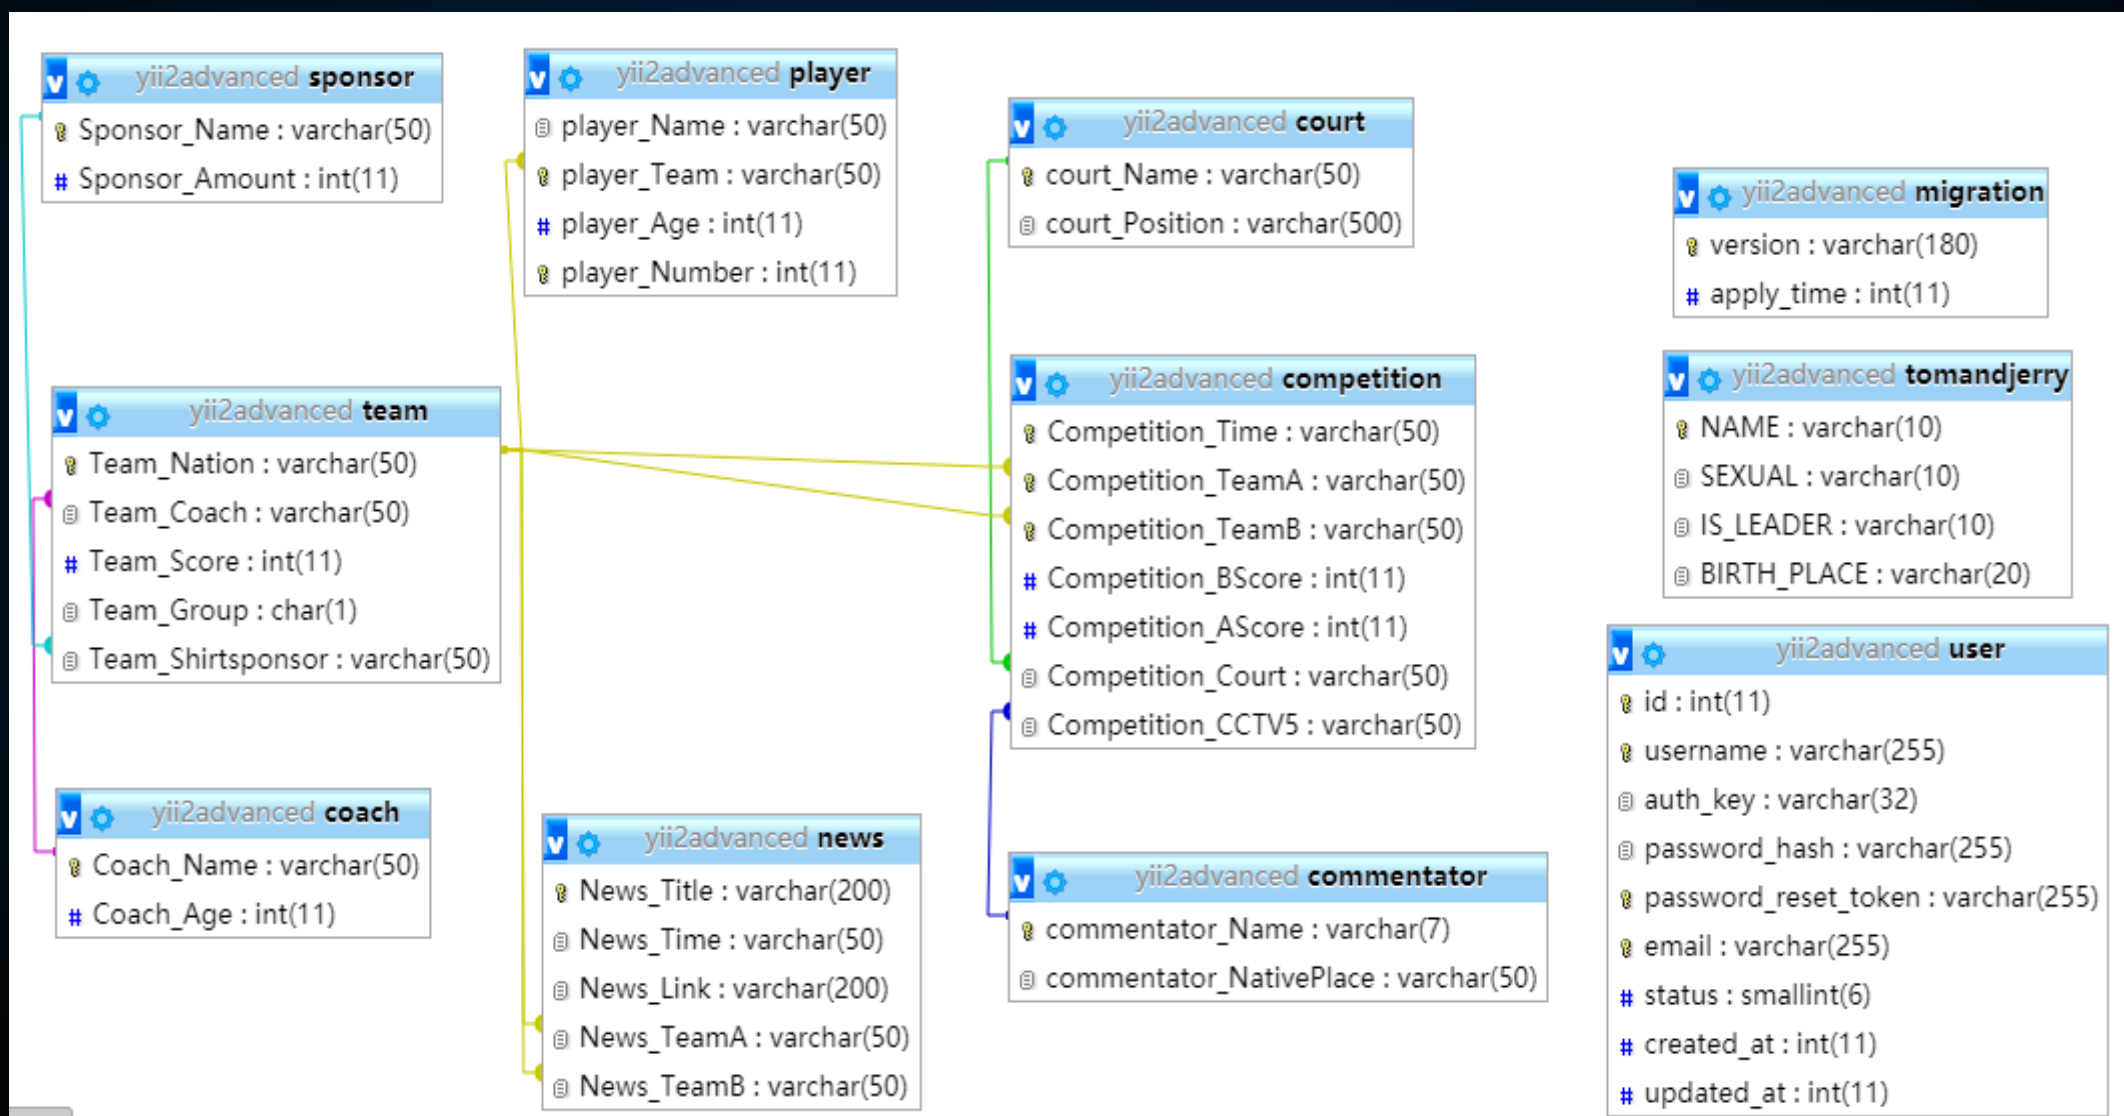 yii2advanced sponsor
Sponsor_Name : varchar(50)
Sponsor_Amount : int(11)
yii2advanced player
player_Name : varchar(50)
player_Team : varchar(50)
player_Age : int(11)
player_Number : int(11)
yii2advanced court
court_Name : varchar(50)
court_Position : varchar(500)
yii2advanced migration
version : varchar(180)
apply_time : int(11)
yii2advanced team
Team_Nation : varchar(50)
Team_Coach : varchar(50)
Team_Score : int(11)
Team_Group : char(1)
Team_Shirtsponsor : varchar(50)
yii2advanced competition
Competition_Time : varchar(50)
Competition_TeamA : varchar(50)
Competition_TeamB : varchar(50)
Competition_BScore : int(11)
Competition_AScore : int(11)
Competition_Court : varchar(50)
Competition_CCTV5 : varchar(50)
yii2advanced tomandjerry
NAME : varchar(10)
SEXUAL : varchar(10)
IS_LEADER : varchar(10)
BIRTH_PLACE : varchar(20)
yii2advanced coach
Coach_Name : varchar(50)
Coach_Age : int(11)
yii2advanced news
News_Title : varchar(200)
News_Time : varchar(50)
News_Link : varchar(200)
News_TeamA : varchar(50)
News_TeamB : varchar(50)
yii2advanced commentator
commentator_Name : varchar(7)
commentator_NativePlace : varchar(50)
yii2advanced user
id : int(11)
username : varchar(255)
auth_key : varchar(32)
password_hash : varchar(255)
password_reset_token : varchar(255)
email : varchar(255)
status : smallint(6)
created_at : int(11)
updated_at : int(11)